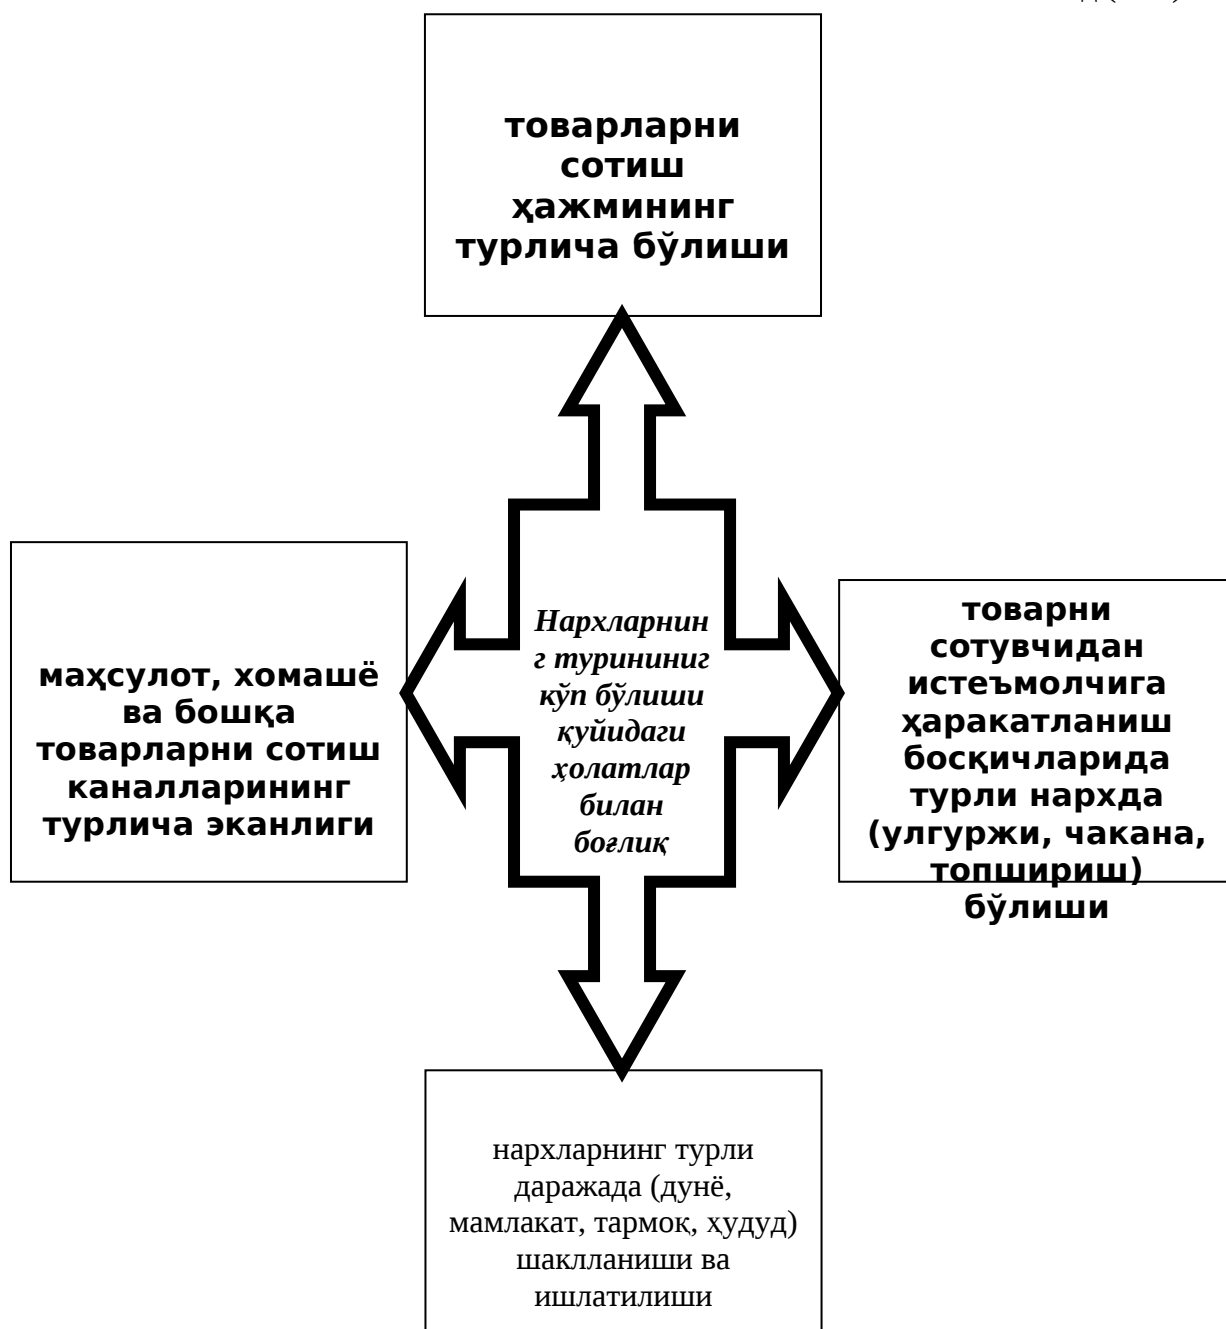 товарларни
сотиш
ҳажмининг
турлича бўлиши
маҳсулот, хомашё
ва бошқа
товарларни сотиш
каналларининг
турлича эканлиги
Нархларнин
г турининиг
кўп бўлиши
қуйидаги
ҳолатлар
билан
боғлиқ
товарни
сотувчидан
истеъмолчига
ҳаракатланиш
босқичларида
турли нархда
(улгуржи, чакана,
топшириш)
бўлиши
нархларнинг турли
даражада (дунё,
мамлакат, тармоқ, ҳудуд)
шаклланиши ва
ишлатилиши